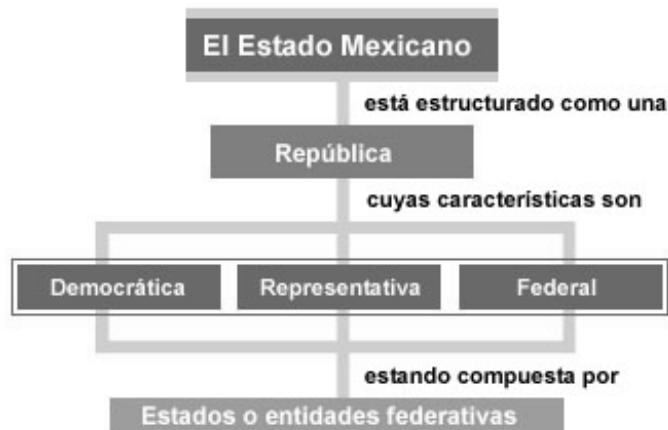 El Estado Mexicano
está estructurado como una
República
cuyas características son
Democrática
Representativa
Federal
estando compuesta por
Estados o entidades federativas